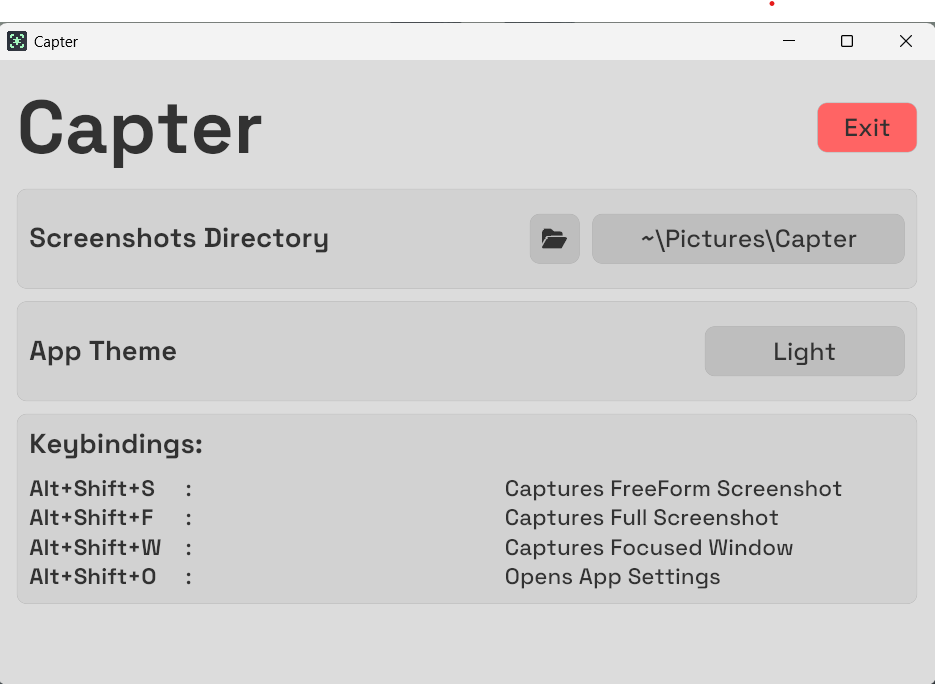 Capter
Capter
Exit
Screenshots Directory
~\Pictures\Capter
App Theme
Light
Keybindings:
Alt+Shift+S : Captures FreeForm Screenshot
Alt+Shift+F : Captures Full Screenshot
Alt+Shift+W : Captures Focused Window
Alt+Shift+O : Opens App Settings